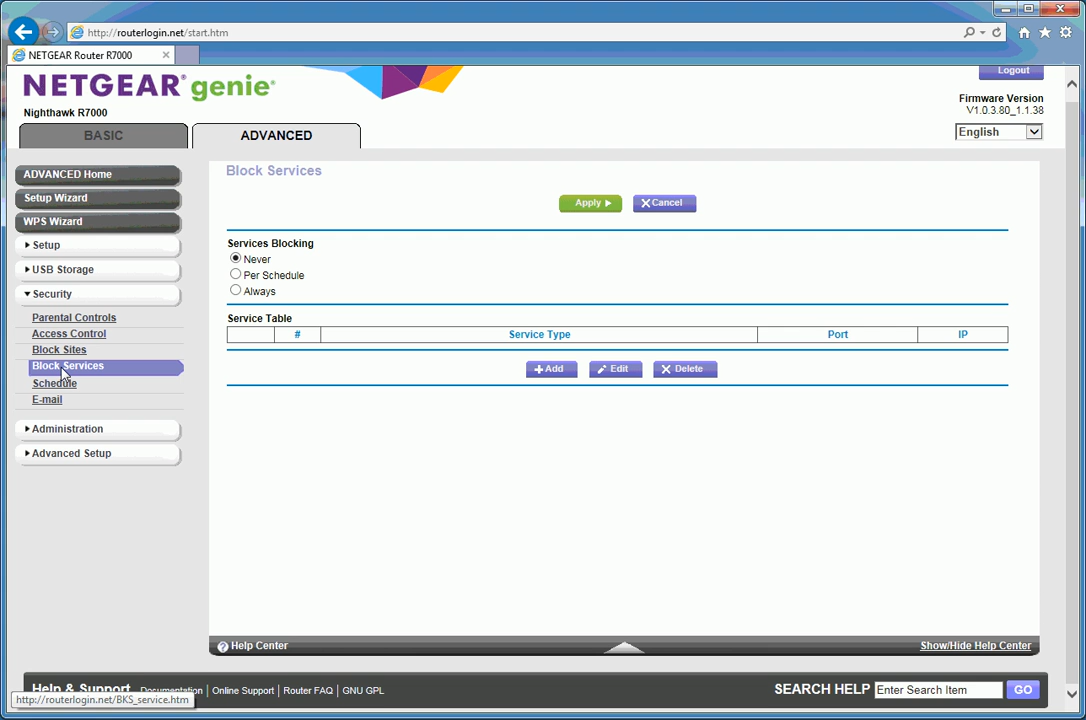 http://routerlogin.net/start.htm
NETGEAR Router R7000
NETGEAR® genie®
Logout
Nighthawk R7000
Firmware Version
V1.0.3.80_1.1.38
BASIC
ADVANCED
English
ADVANCED Home
Setup Wizard
WPS Wizard
Setup
USB Storage
Security
Parental Controls
Access Control
Block Sites
Block Services
Schedule
E-mail
Administration
Advanced Setup
Block Services
Apply
Cancel
Services Blocking
Never
Per Schedule
Always
Service Table
# Service Type Port IP
Add Edit Delete
Help Center
Show/Hide Help Center
Help & Support Documentation | Online Support | Router FAQ | GNU GPL
SEARCH HELP Enter Search Item GO
http://routerlogin.net/BKS_service.htm